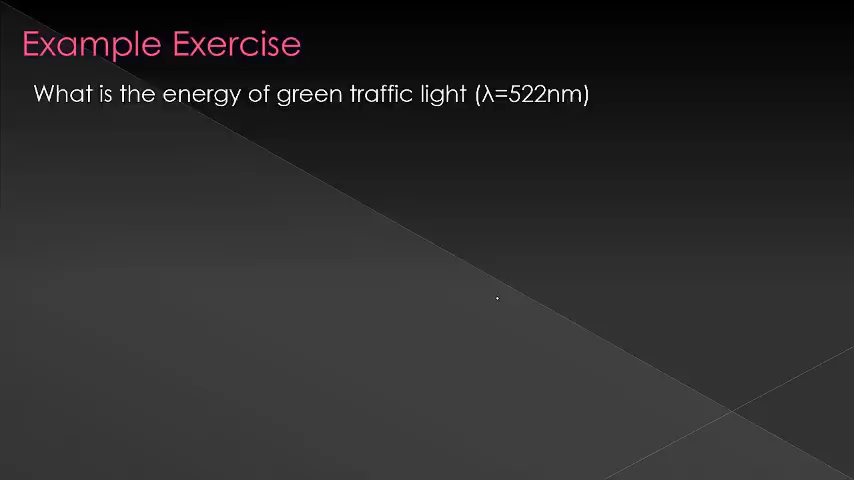 Example Exercise
What is the energy of green traffic light (λ=522nm)